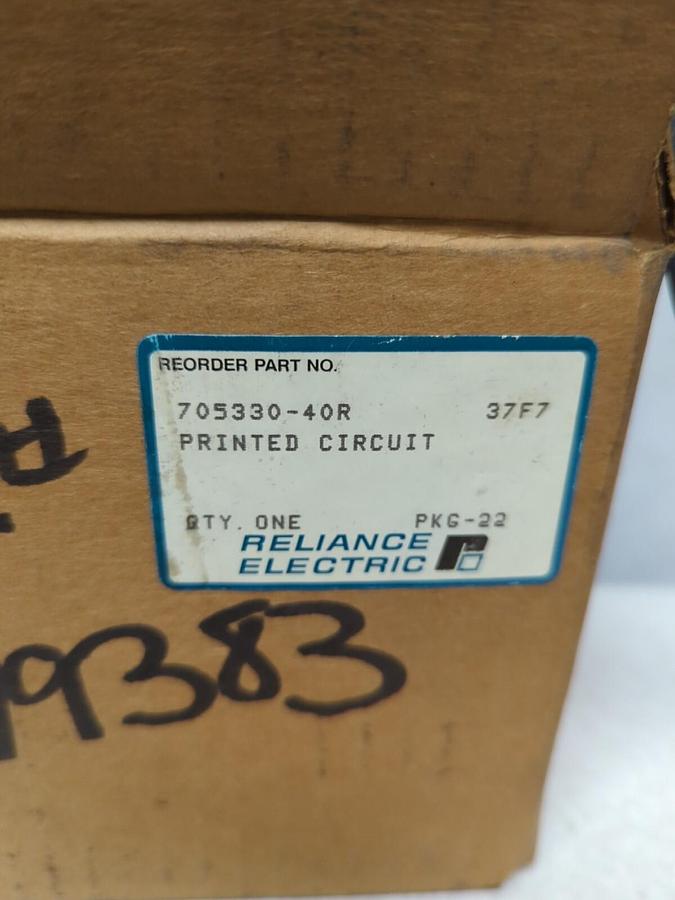 REORDER PART NO.
705330-40R 37F7
PRINTED CIRCUIT
QTY. ONE PKG-22
RELIANCE
ELECTRIC